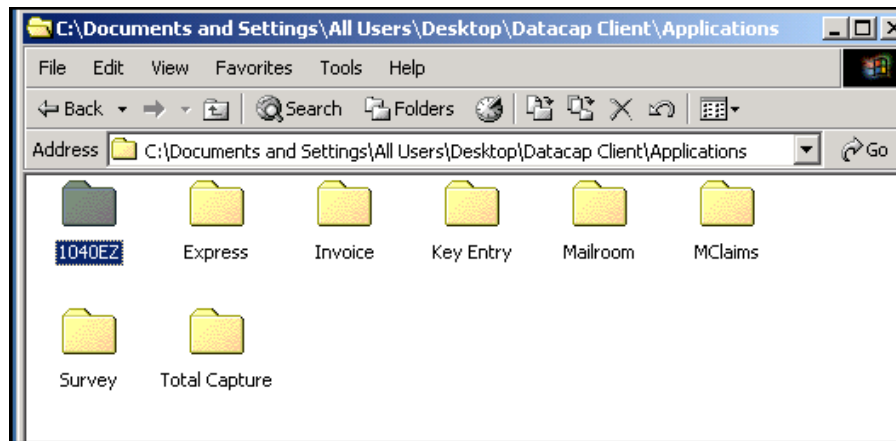 C:\Documents and Settings\All Users\Desktop\Datacap Client\Applications
File Edit View Favorites Tools Help
Back Search Folders
Address C:\Documents and Settings\All Users\Desktop\Datacap Client\Applications Go
1040EZ Express Invoice Key Entry Mailroom MClaims
Survey Total Capture